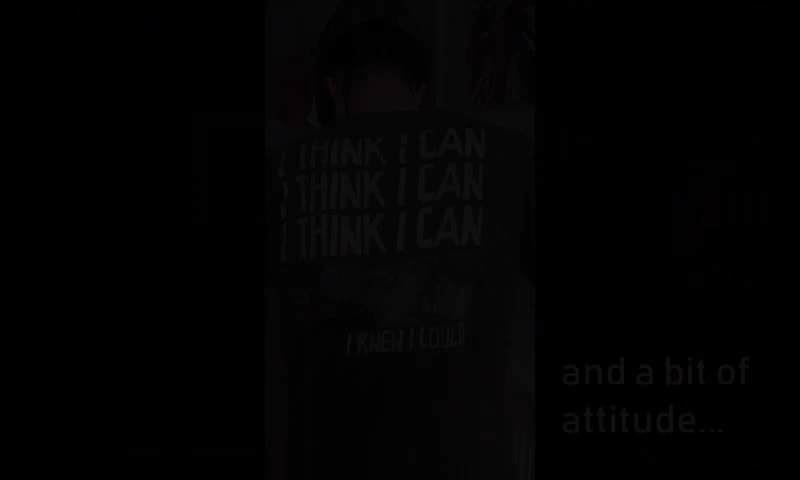 I THINK I CAN
I THINK I CAN
I THINK I CAN
I KNEW I COULD
and a bit of
attitude...